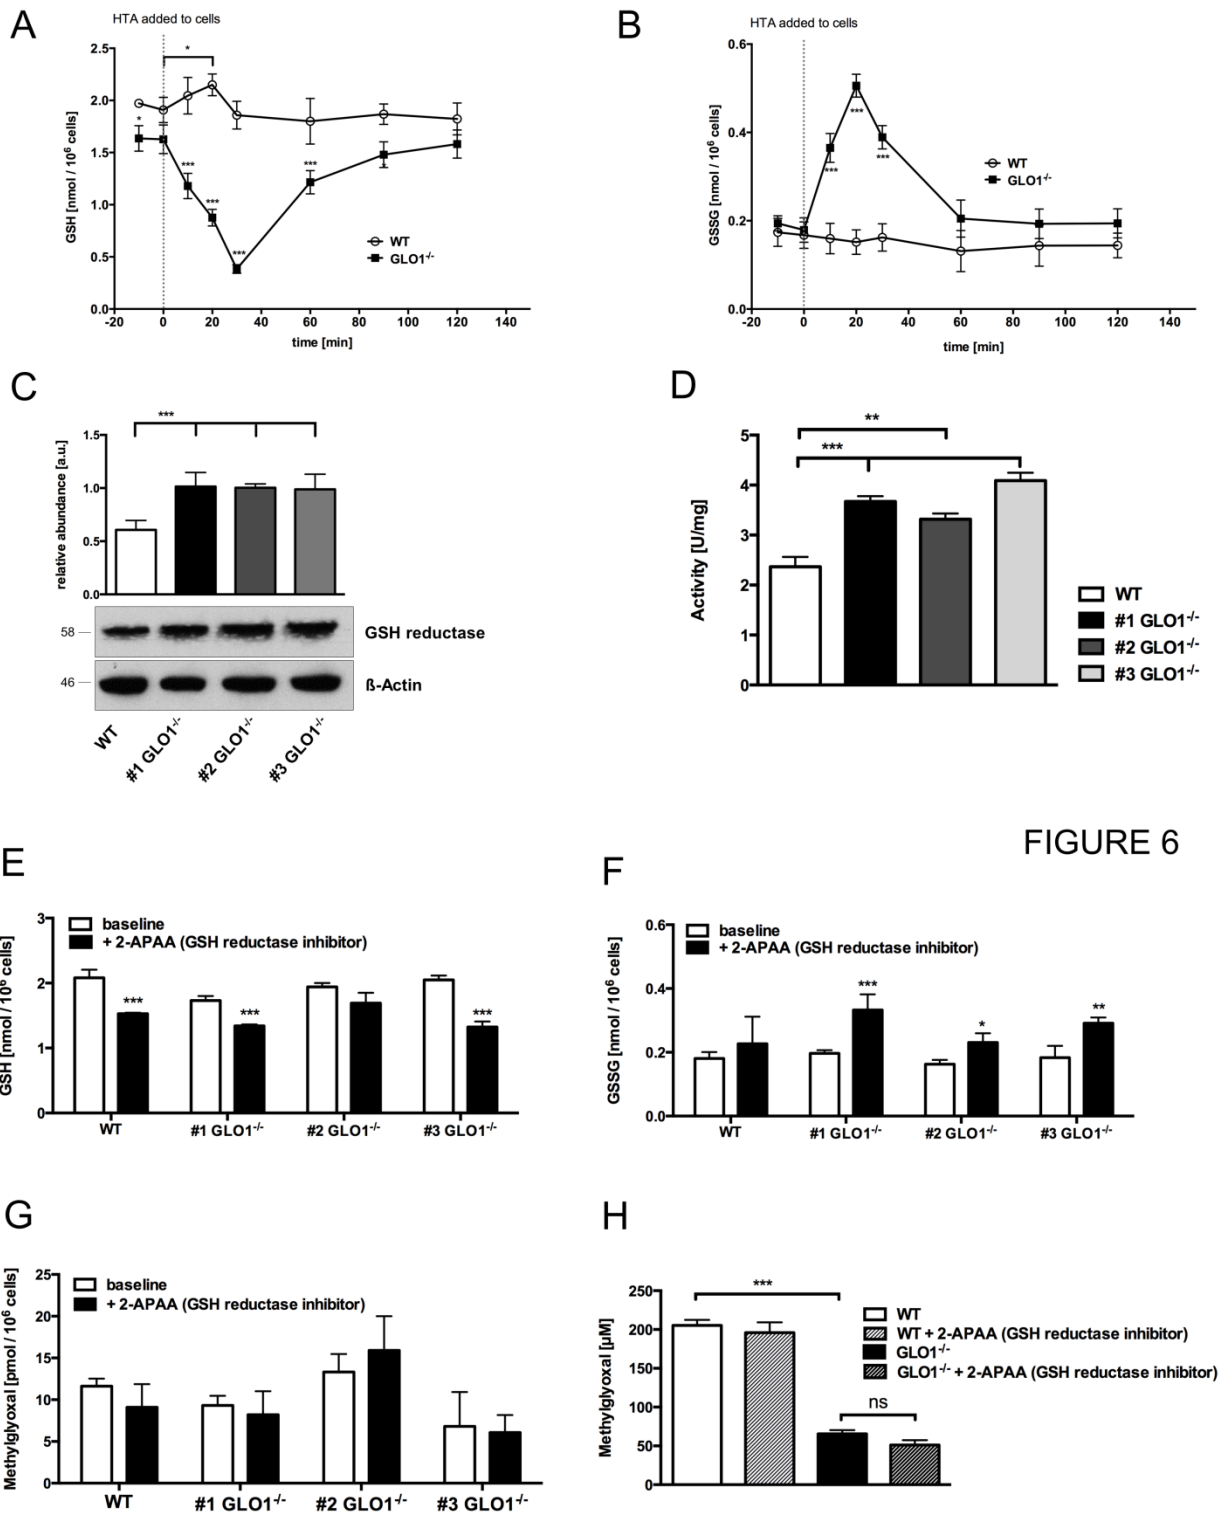 A
HTA added to cells
GSH [nmol / 10⁶ cells]
2.5
2.0
1.5
1.0
0.5
0.0
-20 0 20 40 60 80 100 120 140
time [min]
*
*
***
***
***
***
WT
GLO1⁻/⁻
B
HTA added to cells
GSSG [nmol / 10⁶ cells]
0.6
0.4
0.2
0.0
-20 0 20 40 60 80 100 120 140
time [min]
***
***
***
WT
GLO1⁻/⁻
C
***
relative abundance [a.u.]
1.5
1.0
0.5
0.0
58
GSH reductase
46
ß-Actin
WT #1 GLO1⁻/⁻ #2 GLO1⁻/⁻ #3 GLO1⁻/⁻
D
**
***
Activity [U/mg]
5
4
3
2
1
0
WT
#1 GLO1⁻/⁻
#2 GLO1⁻/⁻
#3 GLO1⁻/⁻
FIGURE 6
E
GSH [nmol / 10⁶ cells]
3
2
1
0
baseline
+ 2-APAA (GSH reductase inhibitor)
*** *** ***
WT #1 GLO1⁻/⁻ #2 GLO1⁻/⁻ #3 GLO1⁻/⁻
F
GSSG [nmol / 10⁶ cells]
0.6
0.4
0.2
0.0
baseline
+ 2-APAA (GSH reductase inhibitor)
*** * **
WT #1 GLO1⁻/⁻ #2 GLO1⁻/⁻ #3 GLO1⁻/⁻
G
Methylglyoxal [pmol / 10⁶ cells]
25
20
15
10
5
0
baseline
+ 2-APAA (GSH reductase inhibitor)
WT #1 GLO1⁻/⁻ #2 GLO1⁻/⁻ #3 GLO1⁻/⁻
H
Methylglyoxal [µM]
250
200
150
100
50
0
***
ns
WT
WT + 2-APAA (GSH reductase inhibitor)
GLO1⁻/⁻
GLO1⁻/⁻ + 2-APAA (GSH reductase inhibitor)